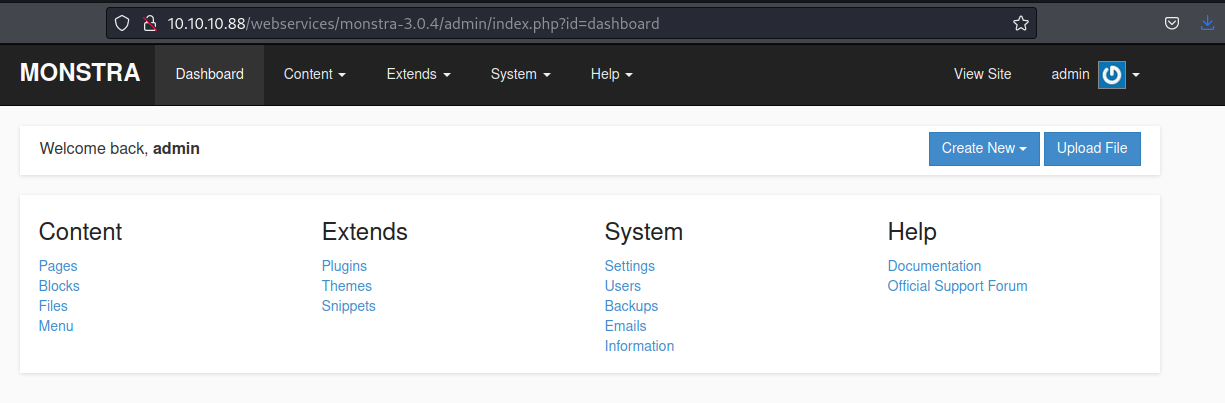 10.10.10.88/webservices/monstra-3.0.4/admin/index.php?id=dashboard
MONSTRA Dashboard Content Extends System Help View Site admin
Welcome back, admin Create New Upload File
Content Extends System Help
Pages Plugins Settings Documentation
Blocks Themes Users Official Support Forum
Files Snippets Backups
Menu Emails
Information